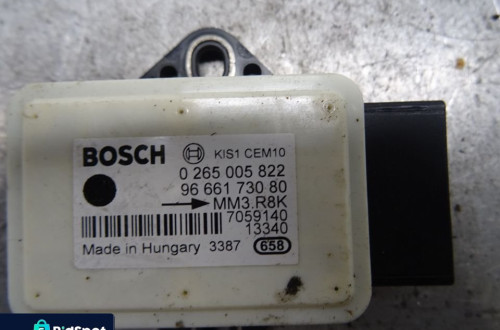 BOSCH KIS1 CEM10
0 265 005 822
96 661 730 80
MM3.R8K
7059140
13340
Made in Hungary 3387 658
BidSpot